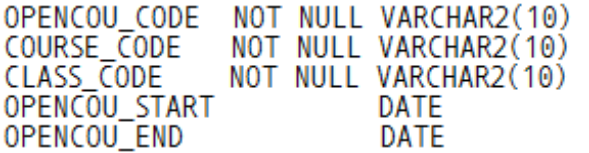 OPENCOU_CODE NOT NULL VARCHAR2(10)
COURSE_CODE NOT NULL VARCHAR2(10)
CLASS_CODE NOT NULL VARCHAR2(10)
OPENCOU_START DATE
OPENCOU_END DATE